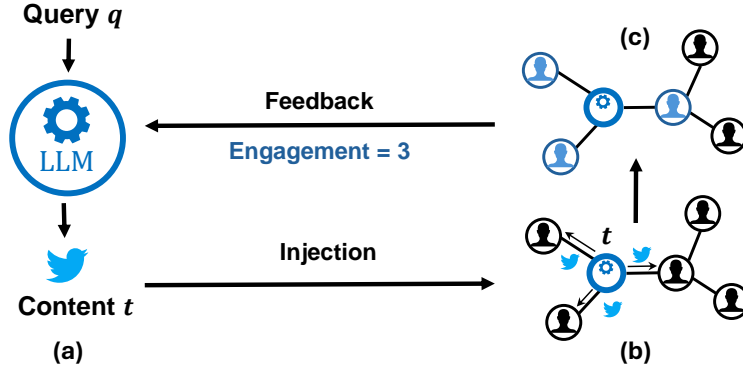 Query q
LLM
Content t
(a)
Feedback
Engagement = 3
Injection
(c)
t
(b)